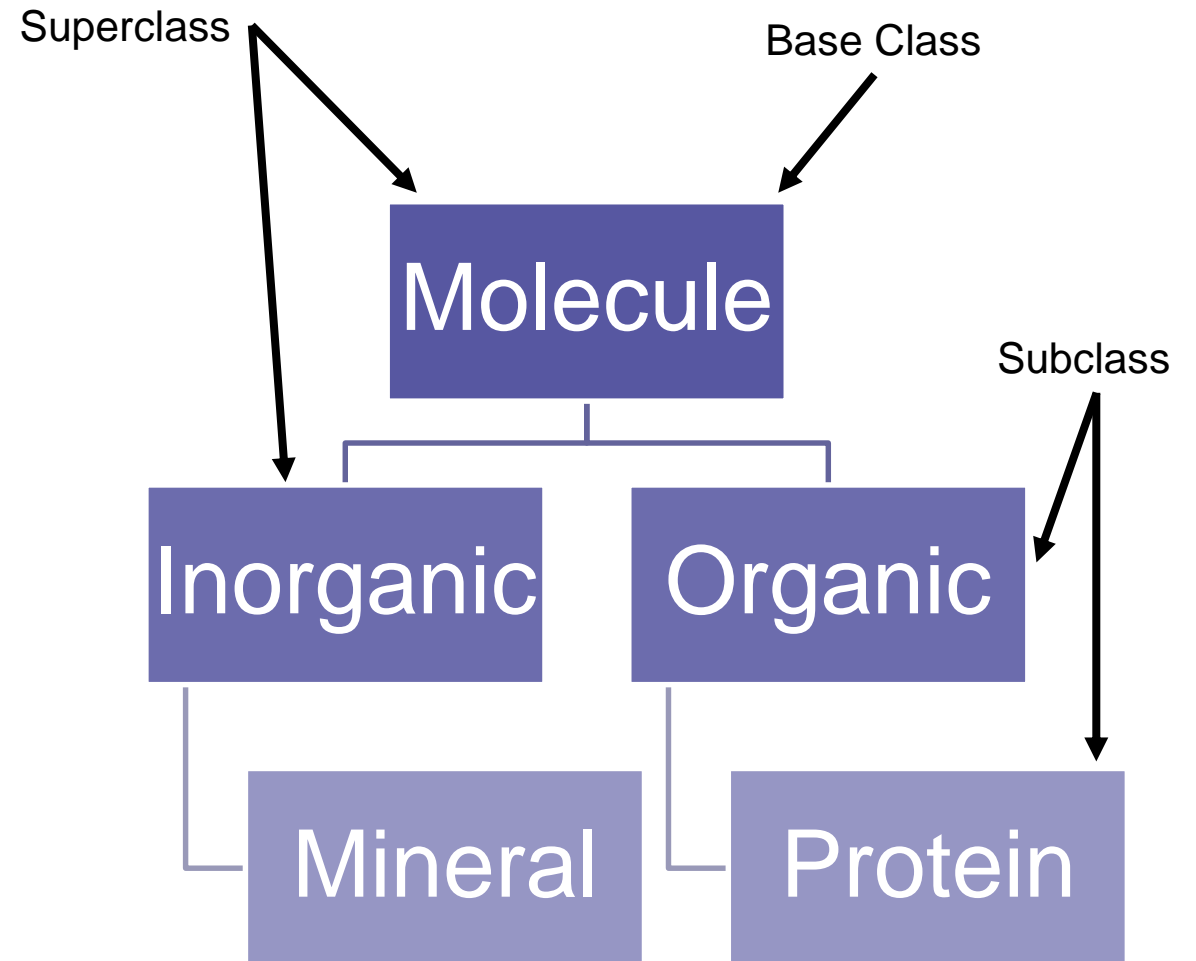 Superclass
Base Class
Molecule
Subclass
Inorganic
Organic
Mineral
Protein